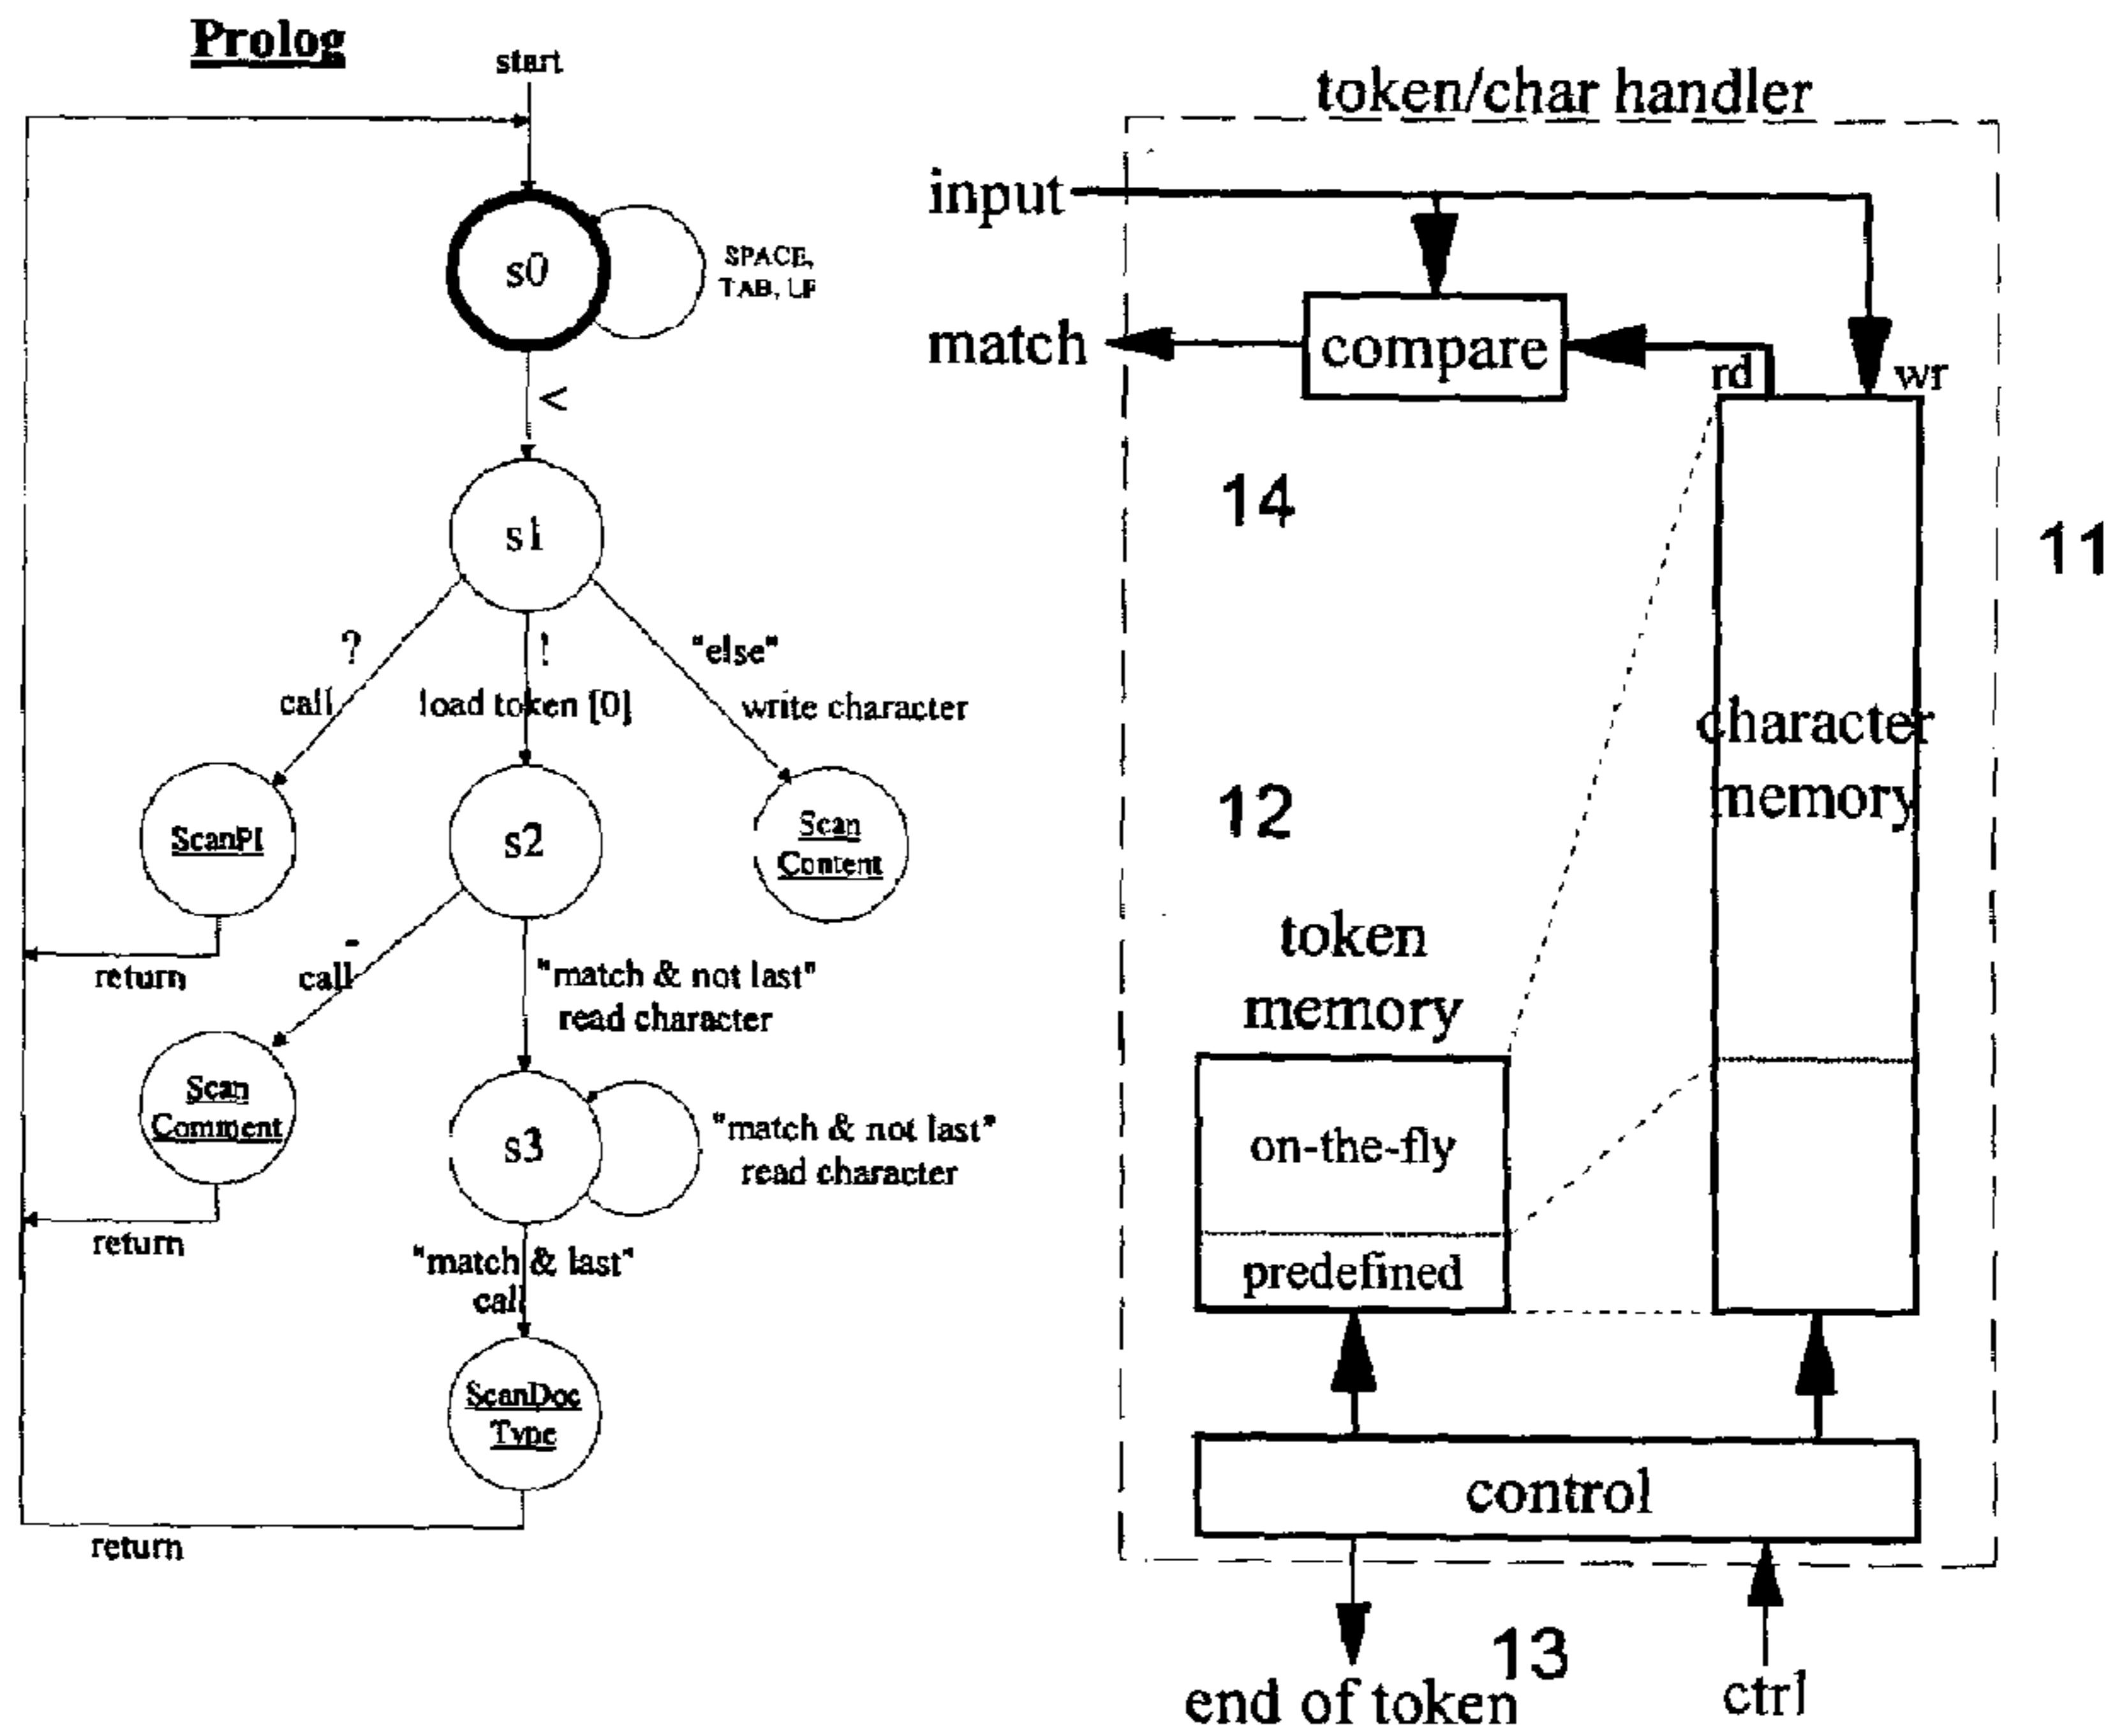 Prolog
start
s0
SPACE,
TAB, LF
<
s1
?
!
"else"
call
load token [0]
write character
ScanPI
s2
Scan
Content
return
-
call
"match & not last"
read character
Scan
Comment
s3
"match & not last"
read character
return
"match & last"
call
ScanDoc
Type
return
token/char handler
input
match
compare
rd
wr
14
11
character
memory
12
token
memory
on-the-fly
predefined
control
13
end of token
ctrl